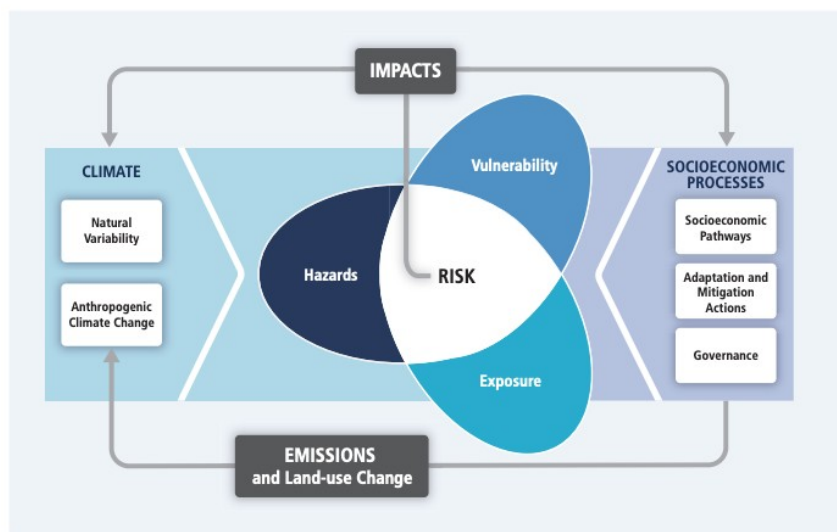 IMPACTS
CLIMATE
Natural
Variability
Anthropogenic
Climate Change
Vulnerability
Hazards
RISK
Exposure
SOCIOECONOMIC
PROCESSES
Socioeconomic
Pathways
Adaptation and
Mitigation
Actions
Governance
EMISSIONS
and Land-use Change